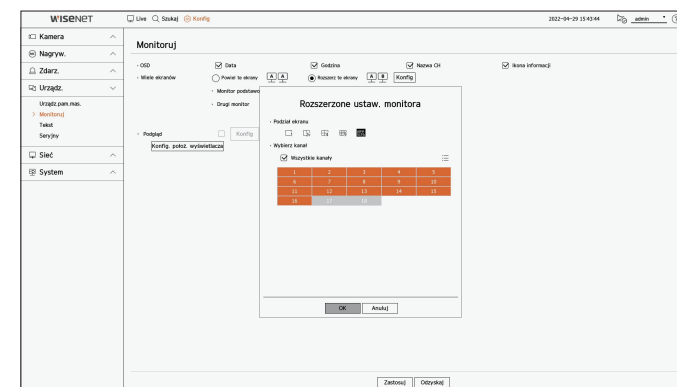 WISENET
Live Szukaj Konfig 2022-04-29 15:43:44 admin
Kamera
Nagryw.
Zdarz.
Urządz.
Urządz.pam.mas.
Monitoruj
Tekst
Seryjny
Sieć
System
Monitoruj
OSD Data Godzina Nazwa CH Ikona informacji
Wiele ekranów Powiel te ekrany A A Rozszerz te ekrany A B Konfig
Monitor podstawo
Drugi monitor
Podgląd Konfig
Konfig. położ. wyświetlacza
Rozszerzone ustaw. monitora
Podział ekranu
Wybierz kanał
Wszystkie kanały
1 2 3 4 5
6 7 8 9 10
11 12 13 14 15
16 17 18
OK Anuluj
Zastosuj Odzyskaj